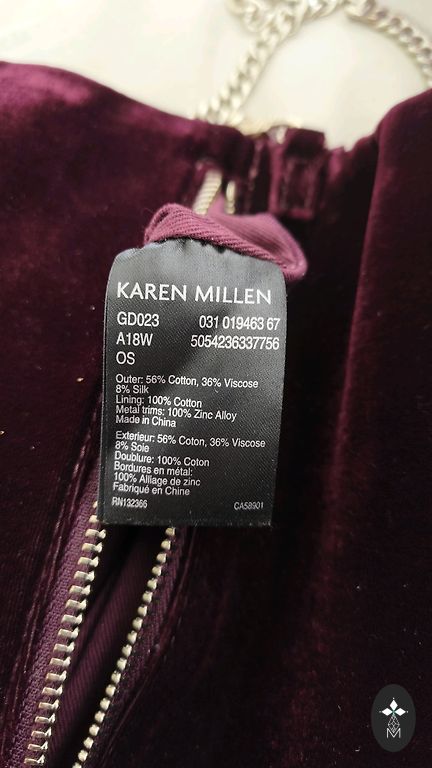 KAREN MILLEN
GD023 031 019463 67
A18W 5054236337756
OS
Outer: 56% Cotton, 36% Viscose
8% Silk
Lining: 100% Cotton
Metal trims: 100% Zinc Alloy
Made in China
Exterieur: 56% Coton, 36% Viscose
8% Soie
Doublure: 100% Coton
Bordures en métal:
100% Alliage de zinc
Fabriqué en Chine
RN132366 CA58901
M